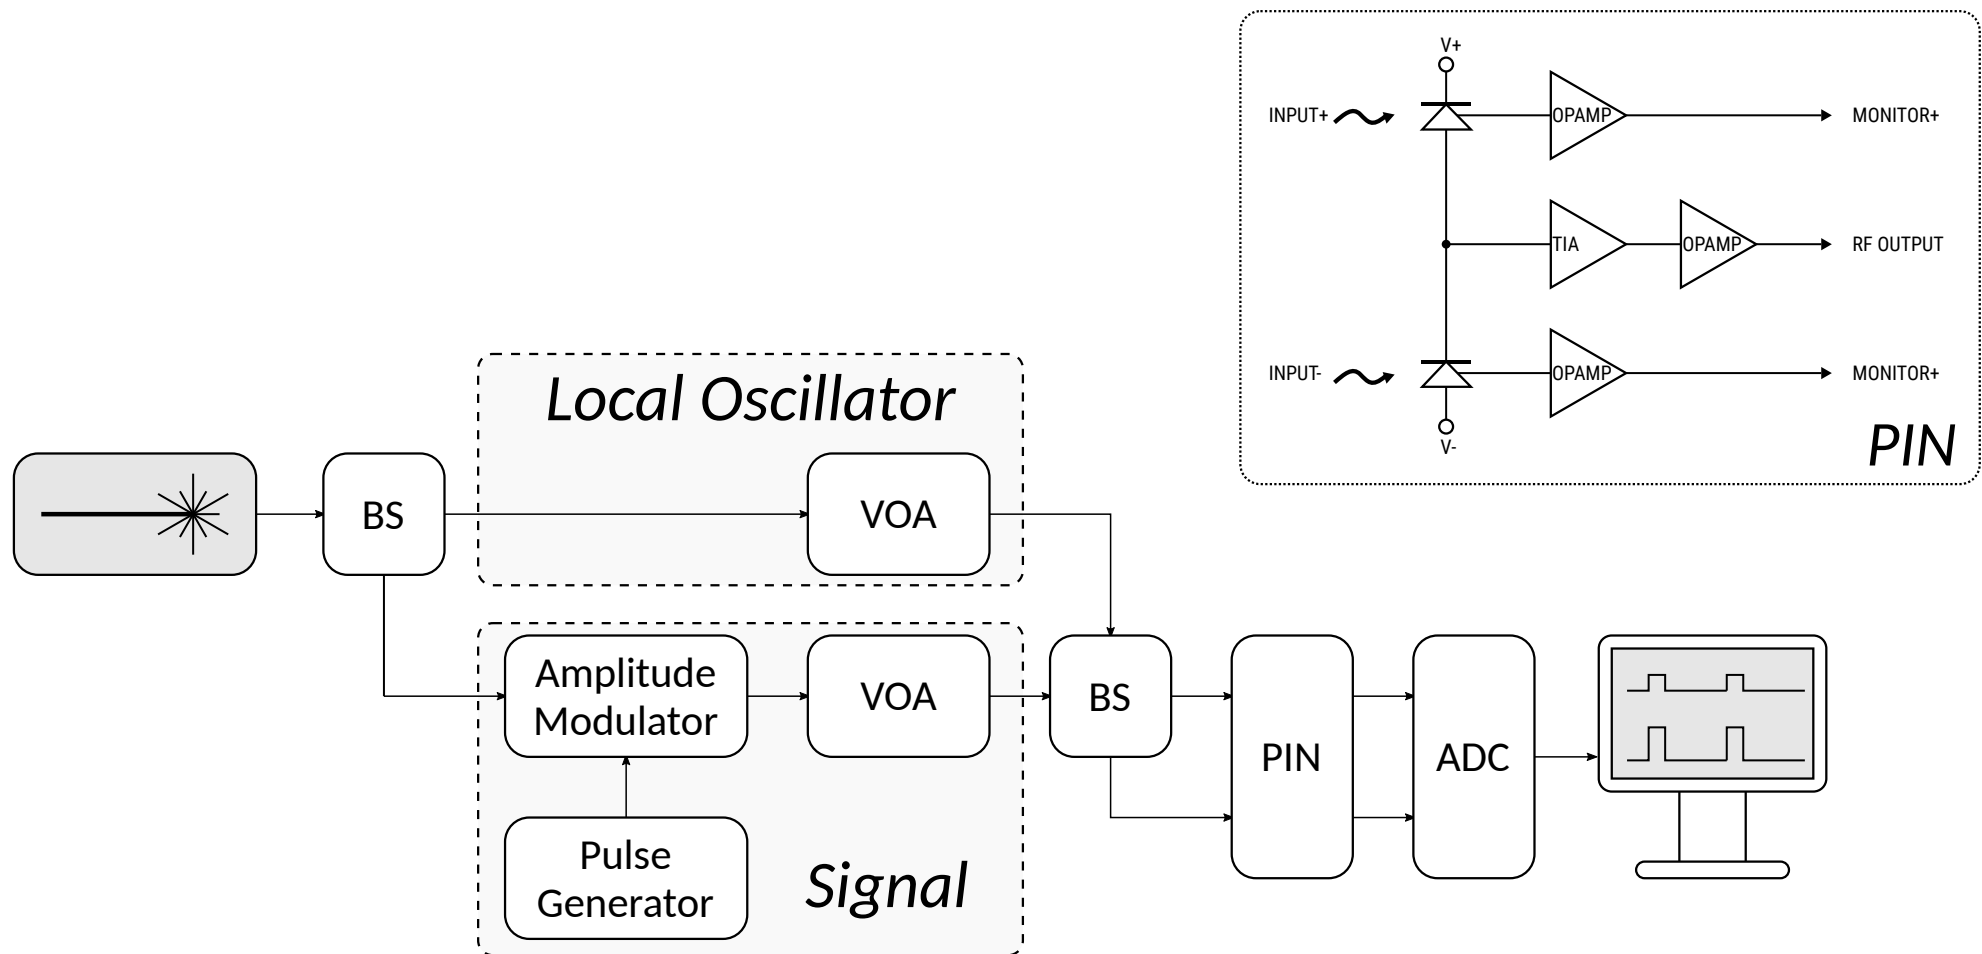 V+
INPUT+
OPAMP
MONITOR+
TIA
OPAMP
RF OUTPUT
INPUT-
OPAMP
MONITOR+
V-
PIN
Local Oscillator
BS
VOA
Amplitude
Modulator
VOA
BS
PIN
ADC
Pulse
Generator
Signal